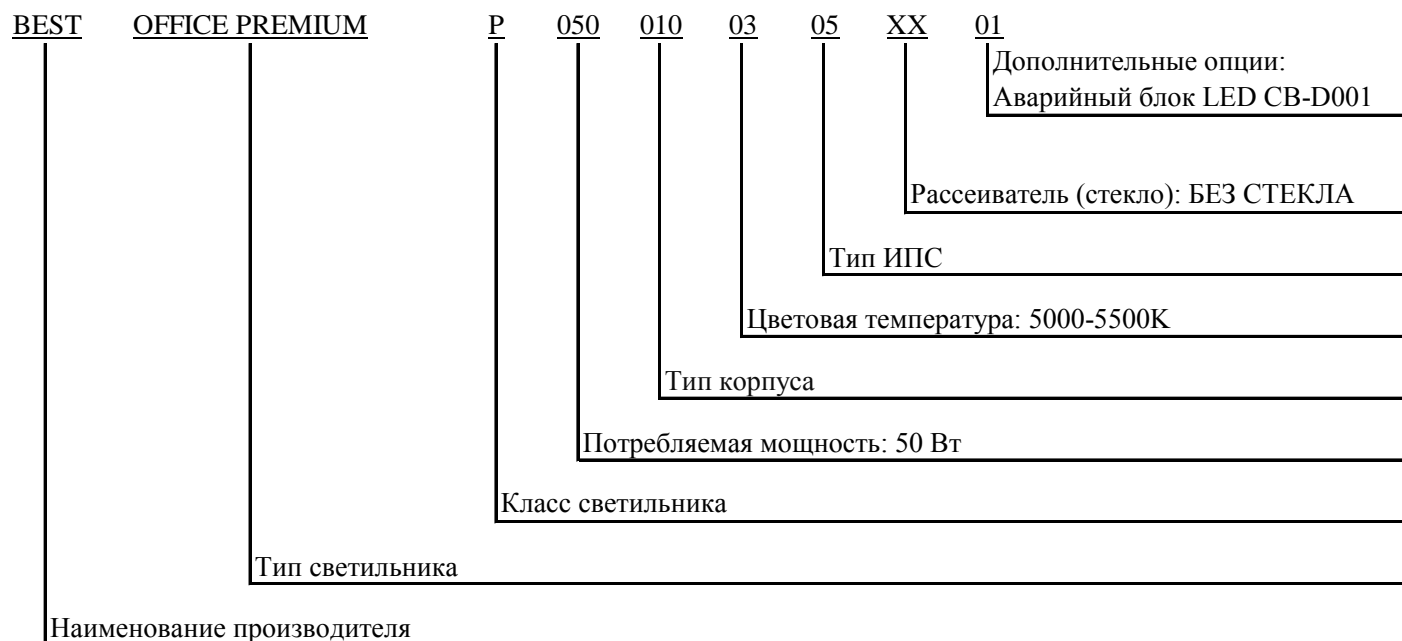 BEST OFFICE PREMIUM P 050 010 03 05 XX 01
Дополнительные опции:
Аварийный блок LED CB-D001
Рассеиватель (стекло): БЕЗ СТЕКЛА
Тип ИПС
Цветовая температура: 5000-5500K
Тип корпуса
Потребляемая мощность: 50 Вт
Класс светильника
Тип светильника
Наименование производителя